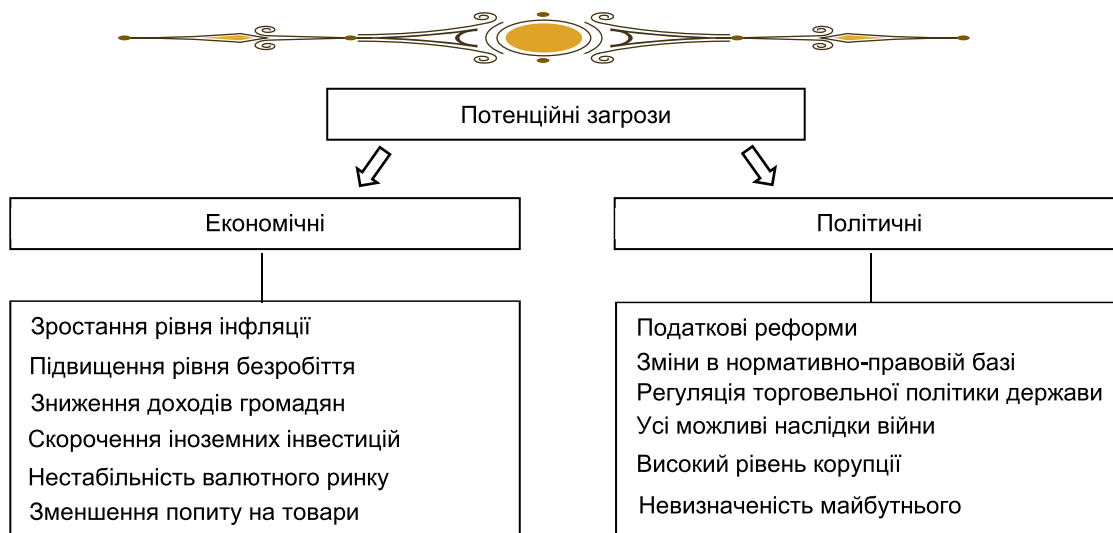 Потенційні загрози
Економічні
Зростання рівня інфляції
Підвищення рівня безробіття
Зниження доходів громадян
Скорочення іноземних інвестицій
Нестабільність валютного ринку
Зменшення попиту на товари
Політичні
Податкові реформи
Зміни в нормативно-правовій базі
Регуляція торговельної політики держави
Усі можливі наслідки війни
Високий рівень корупції
Невизначеність майбутнього